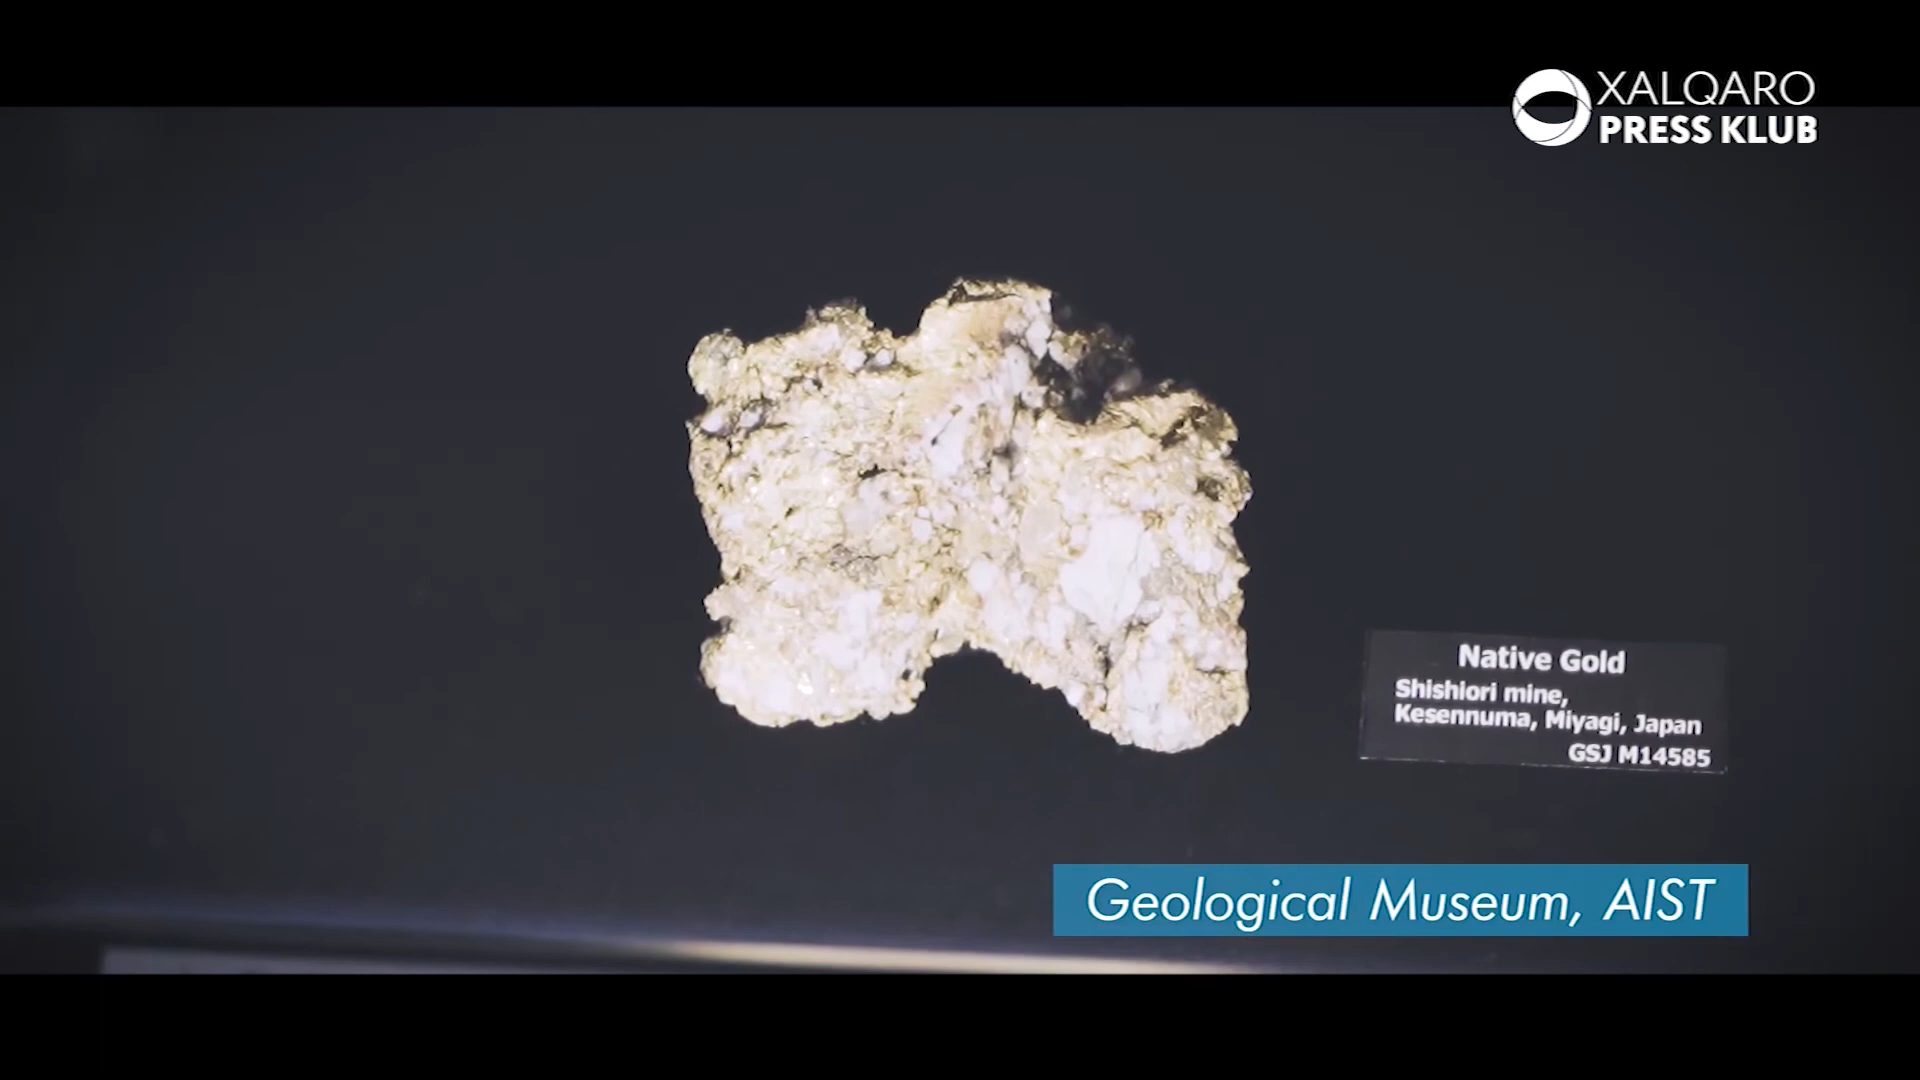 XALQARO
PRESS KLUB
Native Gold
Shishiori mine,
Kesennuma, Miyagi, Japan
GSJ M14585
Geological Museum, AIST